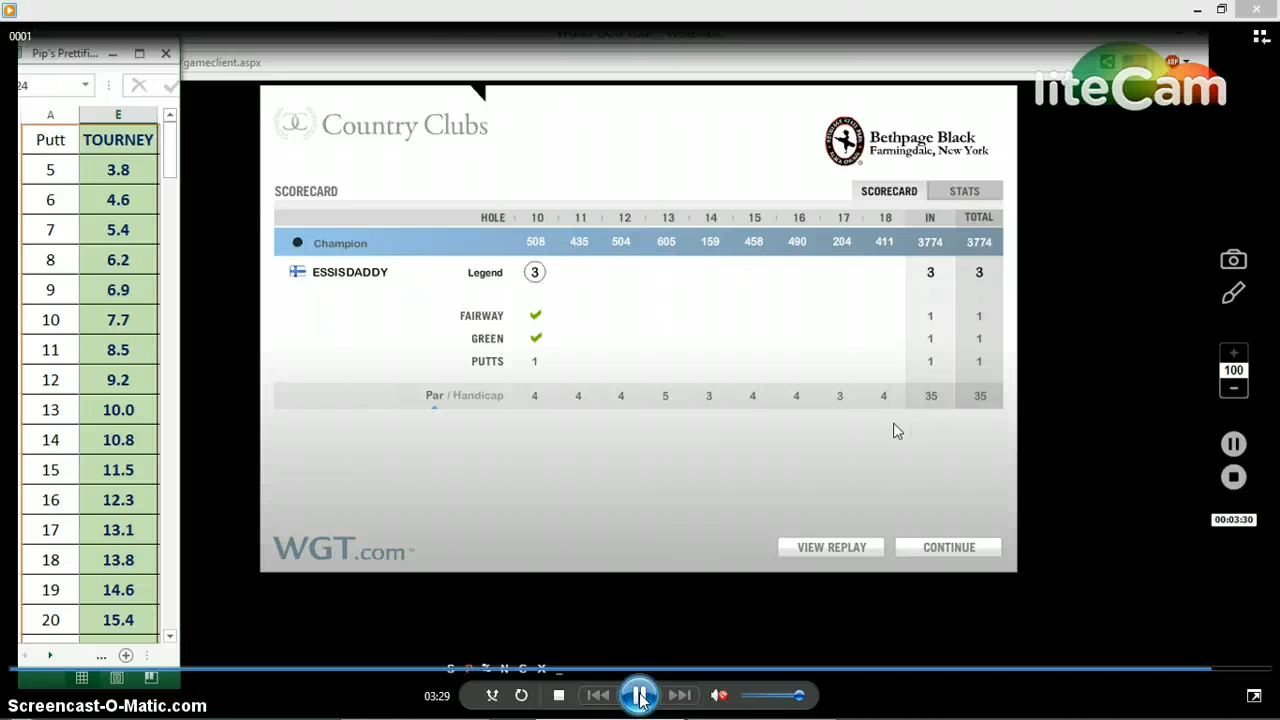 0001
Pip's Prettifi...
gameclient.aspx
24
liteCam
A E
Putt TOURNEY
5 3.8
6 4.6
7 5.4
8 6.2
9 6.9
10 7.7
11 8.5
12 9.2
13 10.0
14 10.8
15 11.5
16 12.3
17 13.1
18 13.8
19 14.6
20 15.4
...
Country Clubs
Bethpage Black
Farmingdale, New York
SCORECARD
SCORECARD STATS
HOLE 10 11 12 13 14 15 16 17 18 IN TOTAL
Champion 508 435 504 605 159 458 490 204 411 3774 3774
ESSISDADDY Legend 3 3 3
FAIRWAY 1 1
GREEN 1 1
PUTTS 1 1 1
Par / Handicap 4 4 4 5 3 4 4 3 4 35 35
WGT.com™
VIEW REPLAY CONTINUE
100
00:03:30
03:29
Screencast-O-Matic.com